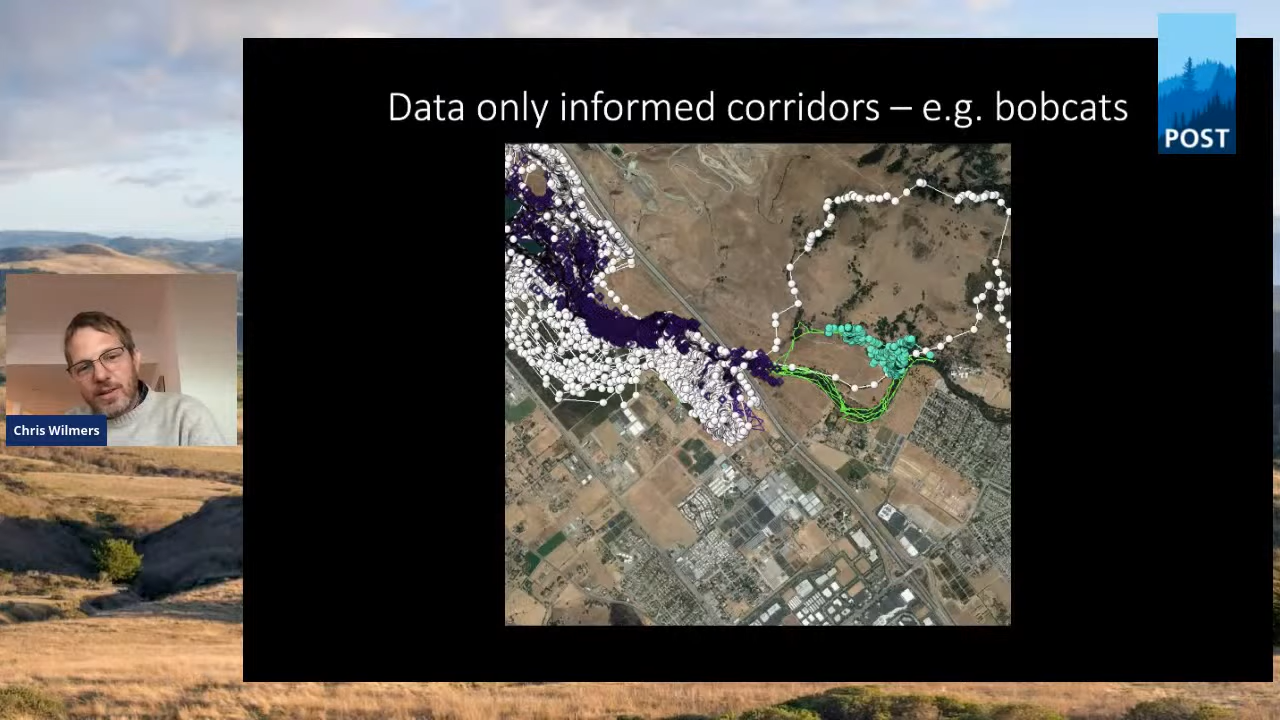 Data only informed corridors – e.g. bobcats
POST
Chris Wilmers